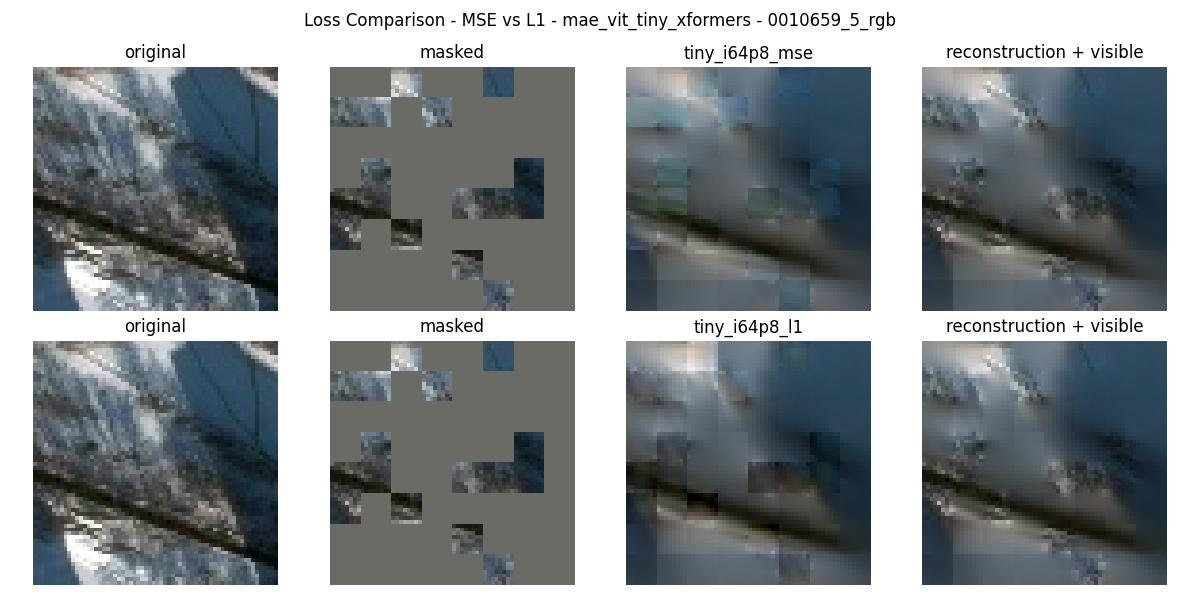 Loss Comparison - MSE vs L1 - mae_vit_tiny_xformers - 0010659_5_rgb
original masked tiny_i64p8_mse reconstruction + visible
original masked tiny_i64p8_l1 reconstruction + visible